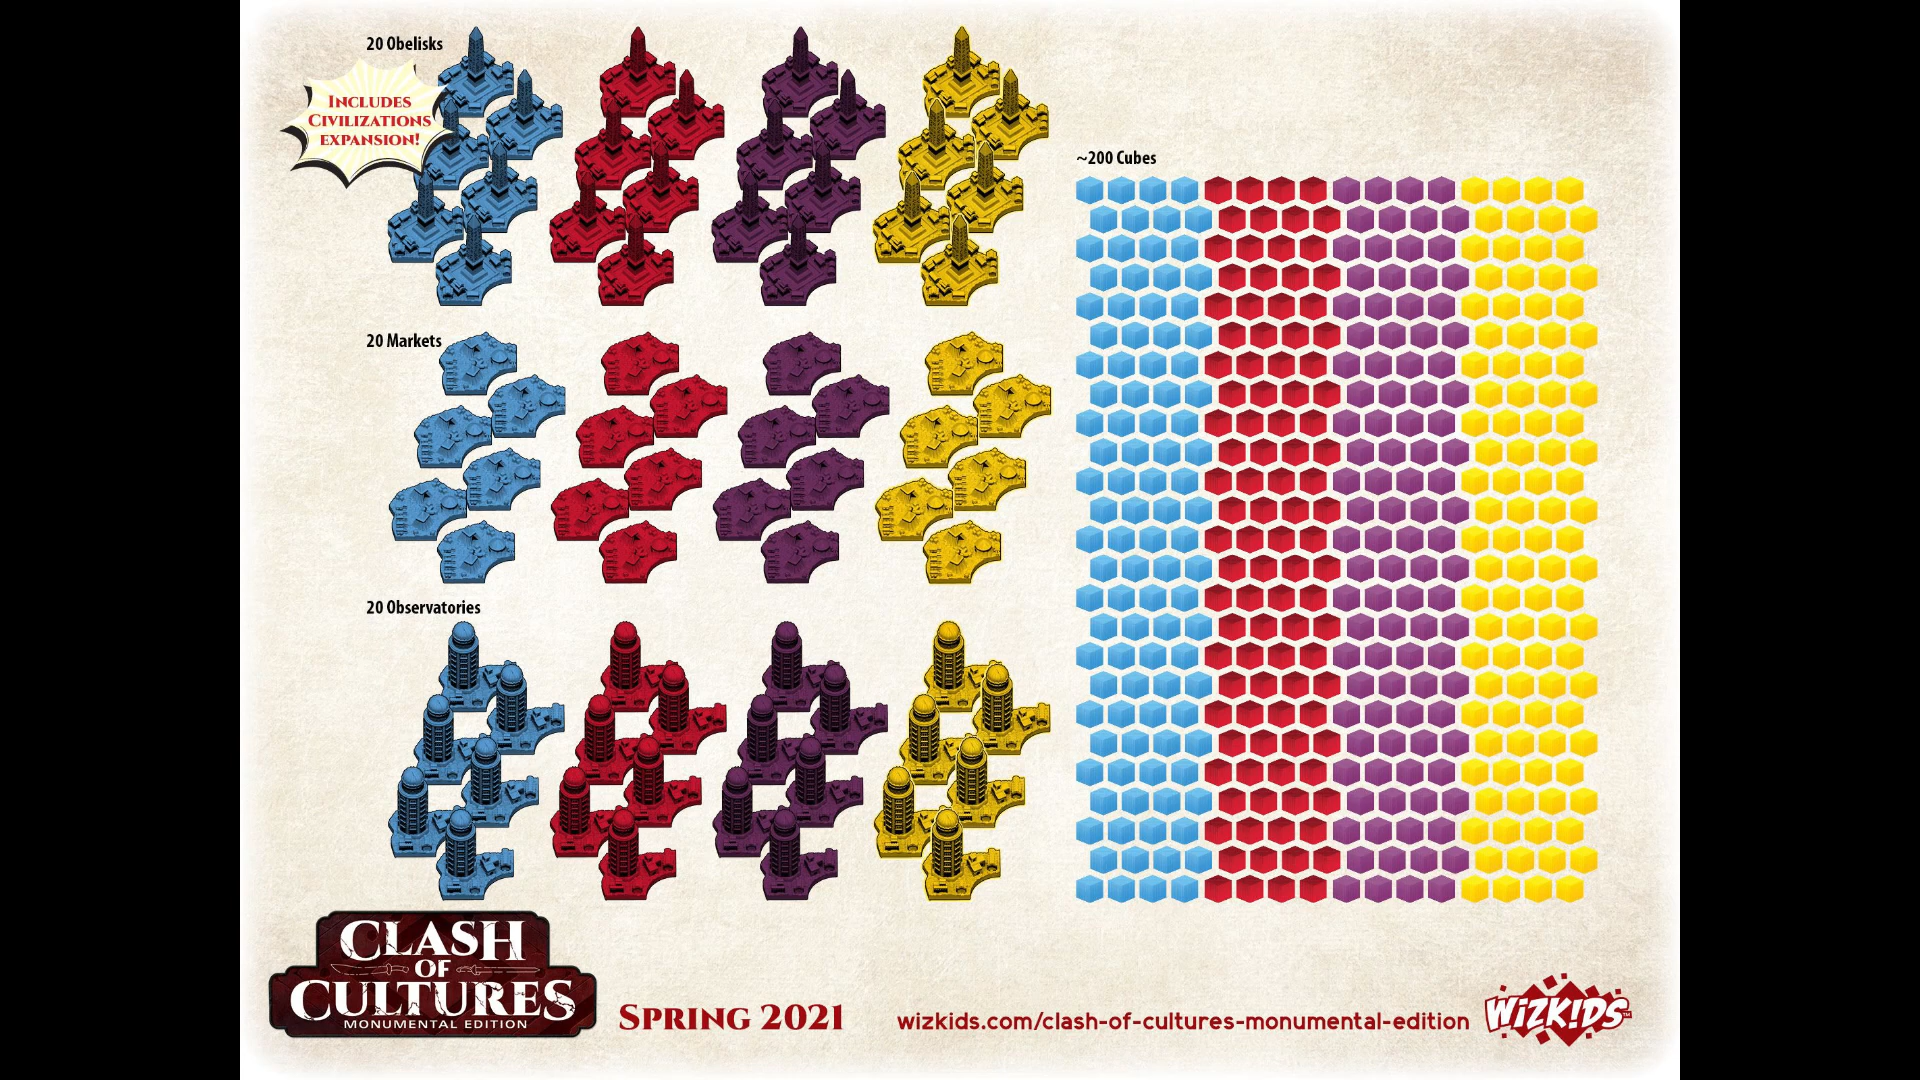 20 Obelisks
INCLUDES
CIVILIZATIONS
EXPANSION!
~200 Cubes
20 Markets
20 Observatories
CLASH
OF
CULTURES
MONUMENTAL EDITION
SPRING 2021
wizkids.com/clash-of-cultures-monumental-edition
WIZKIDS™